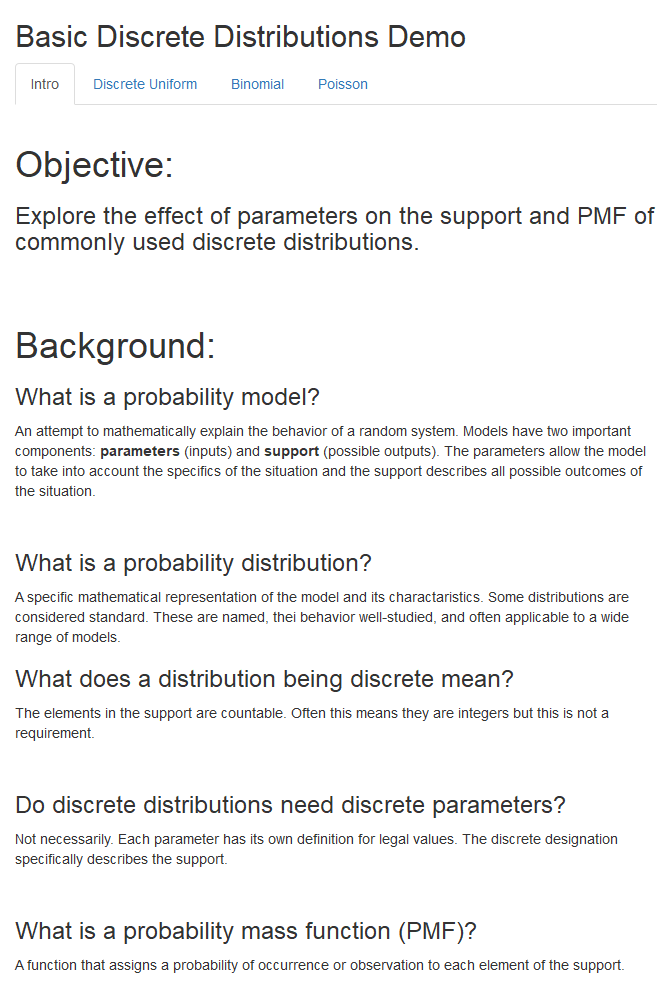 Basic Discrete Distributions Demo
Intro Discrete Uniform Binomial Poisson
Objective:
Explore the effect of parameters on the support and PMF of
commonly used discrete distributions.
Background:
What is a probability model?
An attempt to mathematically explain the behavior of a random system. Models have two important
components: parameters (inputs) and support (possible outputs). The parameters allow the model
to take into account the specifics of the situation and the support describes all possible outcomes of
the situation.
What is a probability distribution?
A specific mathematical representation of the model and its charactaristics. Some distributions are
considered standard. These are named, thei behavior well-studied, and often applicable to a wide
range of models.
What does a distribution being discrete mean?
The elements in the support are countable. Often this means they are integers but this is not a
requirement.
Do discrete distributions need discrete parameters?
Not necessarily. Each parameter has its own definition for legal values. The discrete designation
specifically describes the support.
What is a probability mass function (PMF)?
A function that assigns a probability of occurrence or observation to each element of the support.